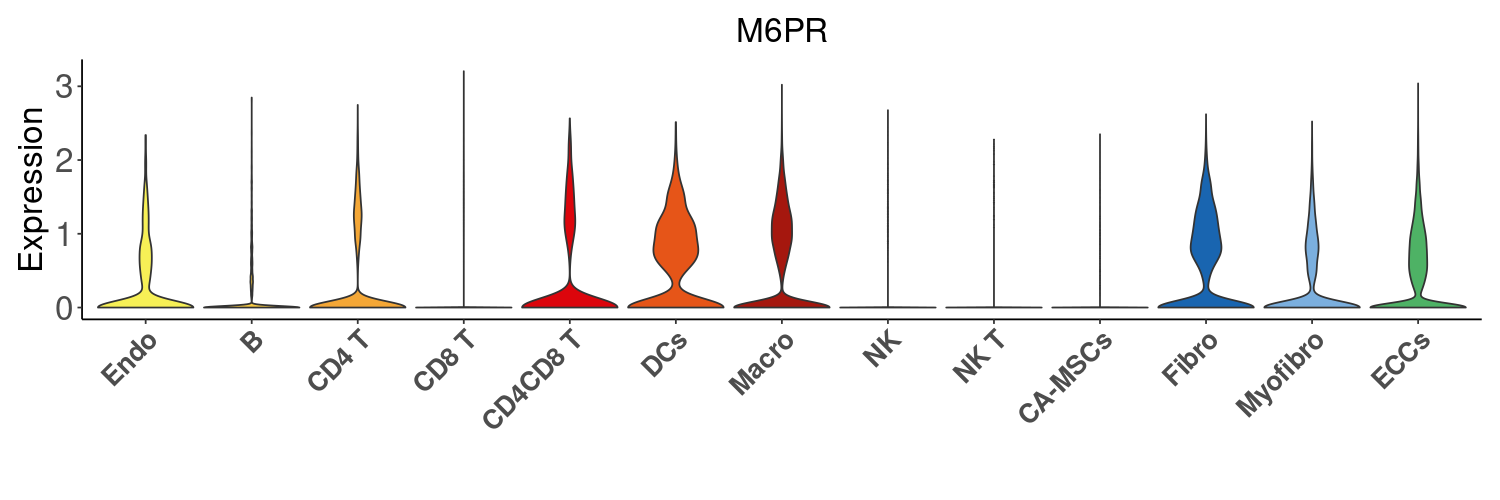 M6PR
Expression
3
2
1
0
Endo
B
CD4 T
CD8 T
CD4CD8 T
DCs
Macro
NK
NK T
CA-MSCs
Fibro
Myofibro
ECCs